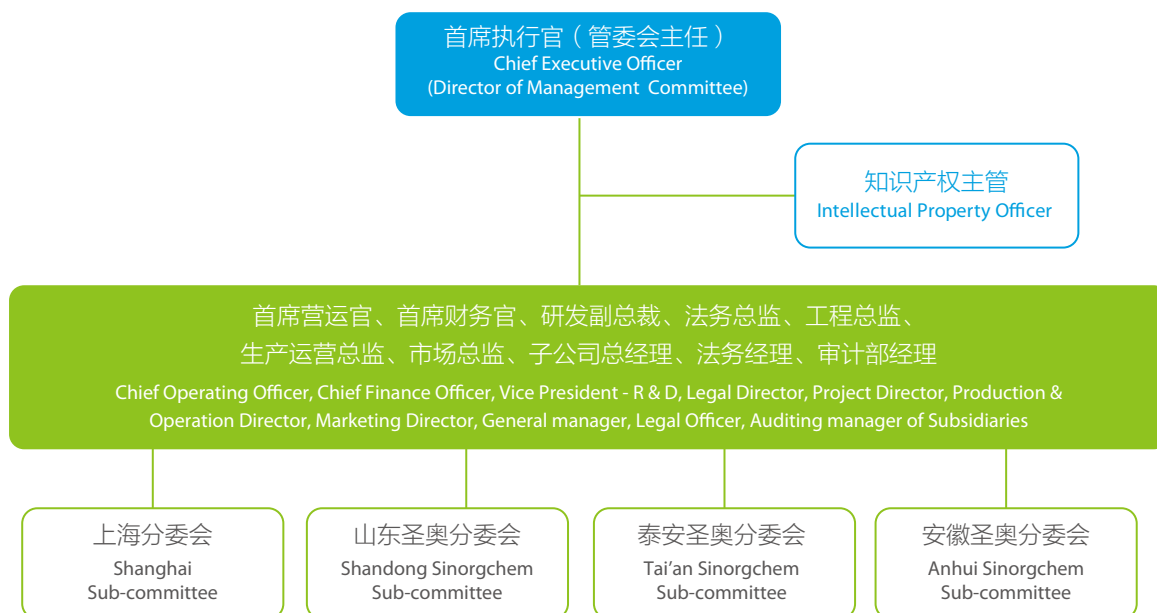 首席执行官（管委会主任）
Chief Executive Officer
(Director of Management Committee)
知识产权主管
Intellectual Property Officer
首席营运官、首席财务官、研发副总裁、法务总监、工程总监、
生产运营总监、市场总监、子公司总经理、法务经理、审计部经理
Chief Operating Officer, Chief Finance Officer, Vice President - R & D, Legal Director, Project Director, Production &
Operation Director, Marketing Director, General manager, Legal Officer, Auditing manager of Subsidiaries
上海分委会
Shanghai
Sub-committee
山东圣奥分委会
Shandong Sinorgchem
Sub-committee
泰安圣奥分委会
Tai’an Sinorgchem
Sub-committee
安徽圣奥分委会
Anhui Sinorgchem
Sub-committee